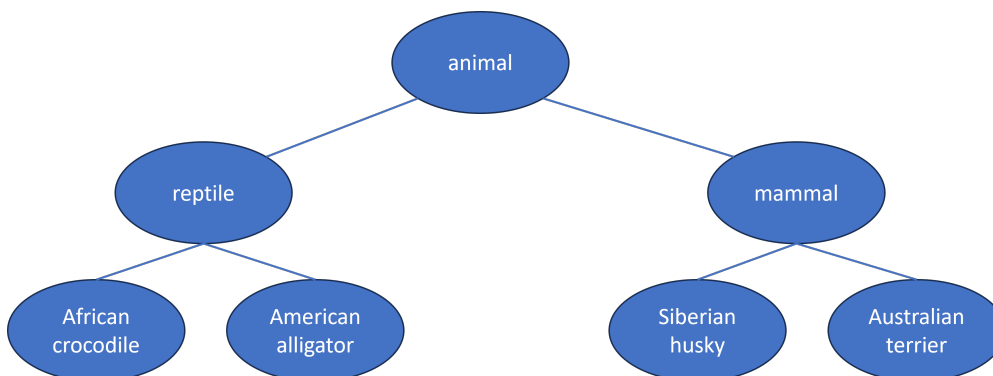 animal
reptile
mammal
African
crocodile
American
alligator
Siberian
husky
Australian
terrier